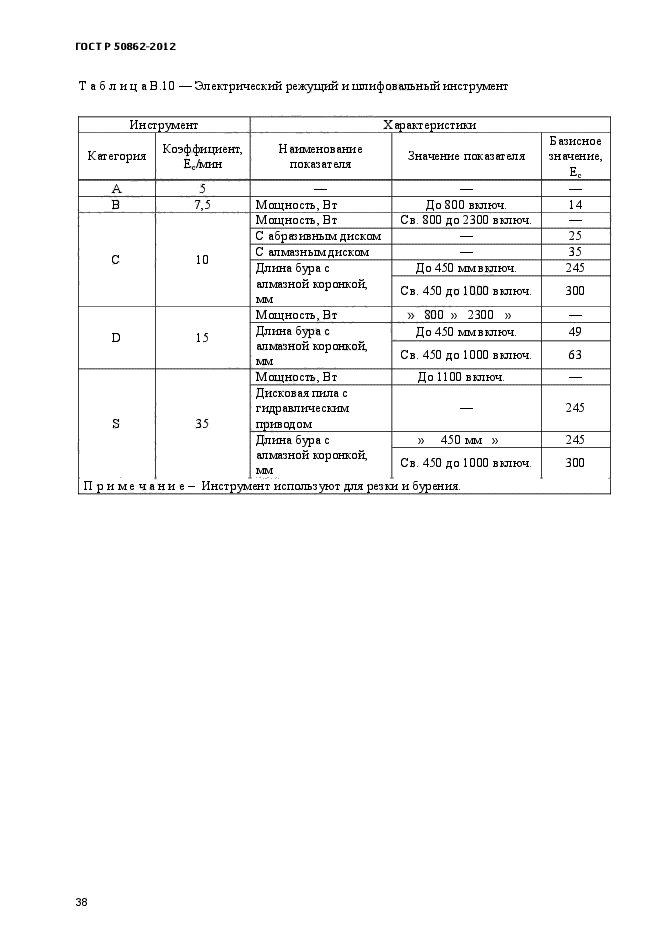 ГОСТ Р 50862-2012
Т а б л и ц а В.10 — Электрический режущий и шлифовальный инструмент
Инструмент Характеристики
Категория Коэффициент, Ec/мин Наименование показателя Значение показателя Базисное значение, Ec
A 5 — — —
B 7,5 Мощность, Вт До 800 включ. 14
C 10 Мощность, Вт Св. 800 до 2300 включ. —
С абразивным диском — 25
С алмазным диском — 35
Длина бура с алмазной коронкой, мм До 450 мм включ. 245
Св. 450 до 1000 включ. 300
D 15 Мощность, Вт » 800 » 2300 » —
Длина бура с алмазной коронкой, мм До 450 мм включ. 49
Св. 450 до 1000 включ. 63
S 35 Мощность, Вт До 1100 включ. —
Дисковая пила с гидравлическим приводом — 245
Длина бура с алмазной коронкой, мм » 450 мм » 245
Св. 450 до 1000 включ. 300
П р и м е ч а н и е – Инструмент используют для резки и бурения.
38